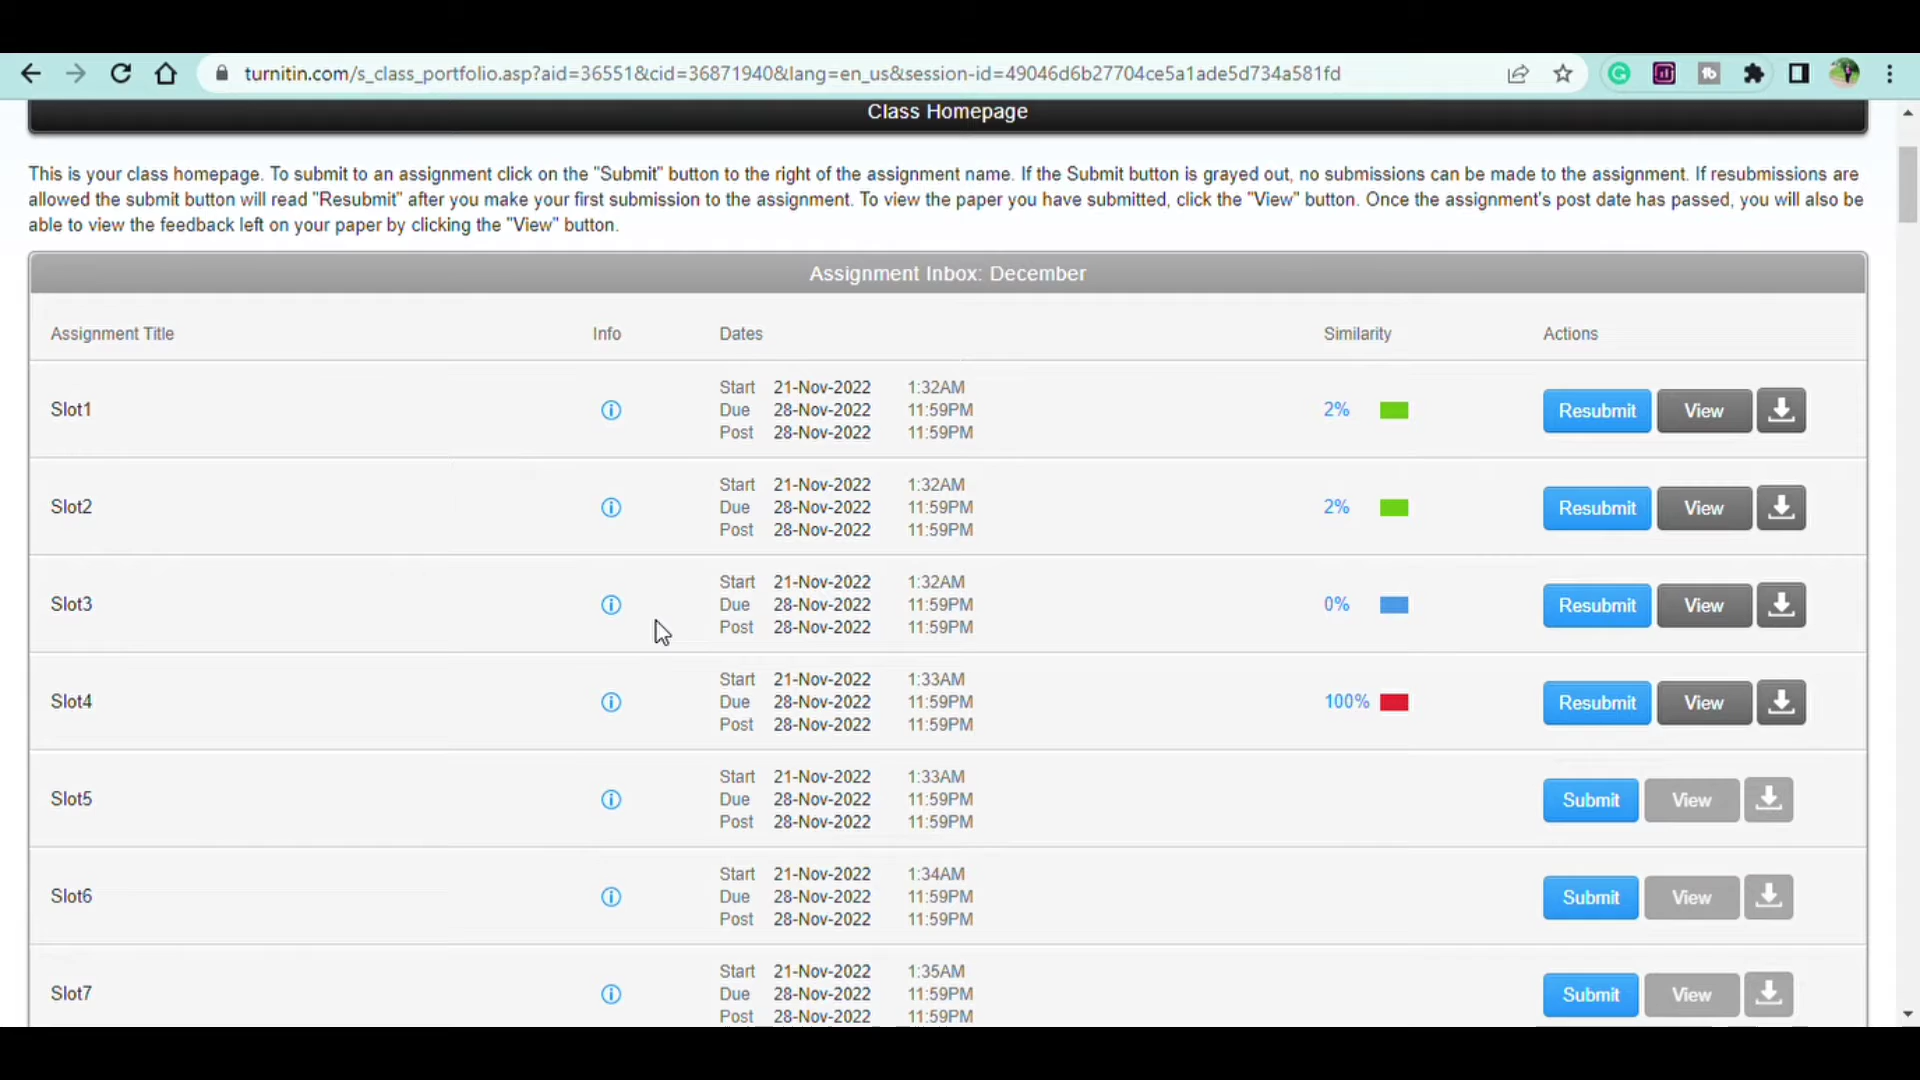 turnitin.com/s_class_portfolio.asp?aid=36551&cid=36871940&lang=en_us&session-id=49046d6b27704ce5a1ade5d734a581fd
Class Homepage
This is your class homepage. To submit to an assignment click on the "Submit" button to the right of the assignment name. If the Submit button is grayed out, no submissions can be made to the assignment. If resubmissions are
allowed the submit button will read "Resubmit" after you make your first submission to the assignment. To view the paper you have submitted, click the "View" button. Once the assignment's post date has passed, you will also be
able to view the feedback left on your paper by clicking the "View" button.
Assignment Inbox: December
Assignment Title Info Dates Similarity Actions
Start 21-Nov-2022 1:32AM
Slot1 Due 28-Nov-2022 11:59PM 2% Resubmit View
Post 28-Nov-2022 11:59PM
Start 21-Nov-2022 1:32AM
Slot2 Due 28-Nov-2022 11:59PM 2% Resubmit View
Post 28-Nov-2022 11:59PM
Start 21-Nov-2022 1:32AM
Slot3 Due 28-Nov-2022 11:59PM 0% Resubmit View
Post 28-Nov-2022 11:59PM
Start 21-Nov-2022 1:33AM
Slot4 Due 28-Nov-2022 11:59PM 100% Resubmit View
Post 28-Nov-2022 11:59PM
Start 21-Nov-2022 1:33AM
Slot5 Due 28-Nov-2022 11:59PM Submit View
Post 28-Nov-2022 11:59PM
Start 21-Nov-2022 1:34AM
Slot6 Due 28-Nov-2022 11:59PM Submit View
Post 28-Nov-2022 11:59PM
Start 21-Nov-2022 1:35AM
Slot7 Due 28-Nov-2022 11:59PM Submit View
Post 28-Nov-2022 11:59PM